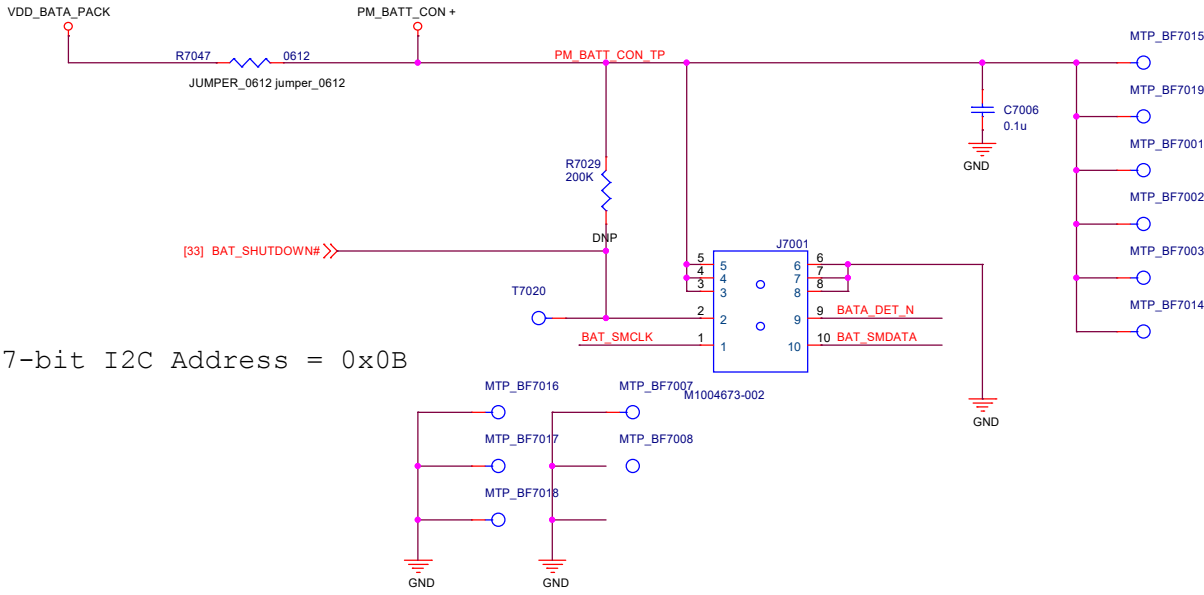 VDD_BATA_PACK
PM_BATT_CON +
MTP_BF7015
R7047
0612
PM_BATT_CON_TP
JUMPER_0612 jumper_0612
MTP_BF7019
C7006
0.1u
GND
MTP_BF7001
R7029
200K
MTP_BF7002
DNP
[33] BAT_SHUTDOWN#
J7001
MTP_BF7003
5 5 6 6
4 4 7 7
3 3 8 8
T7020
MTP_BF7014
2 2 9 9 BATA_DET_N
BAT_SMCLK 1 1 10 10 BAT_SMDATA
7-bit I2C Address = 0x0B
MTP_BF7016
MTP_BF7007
M1004673-002
GND
MTP_BF7017
MTP_BF7008
MTP_BF7018
GND
GND